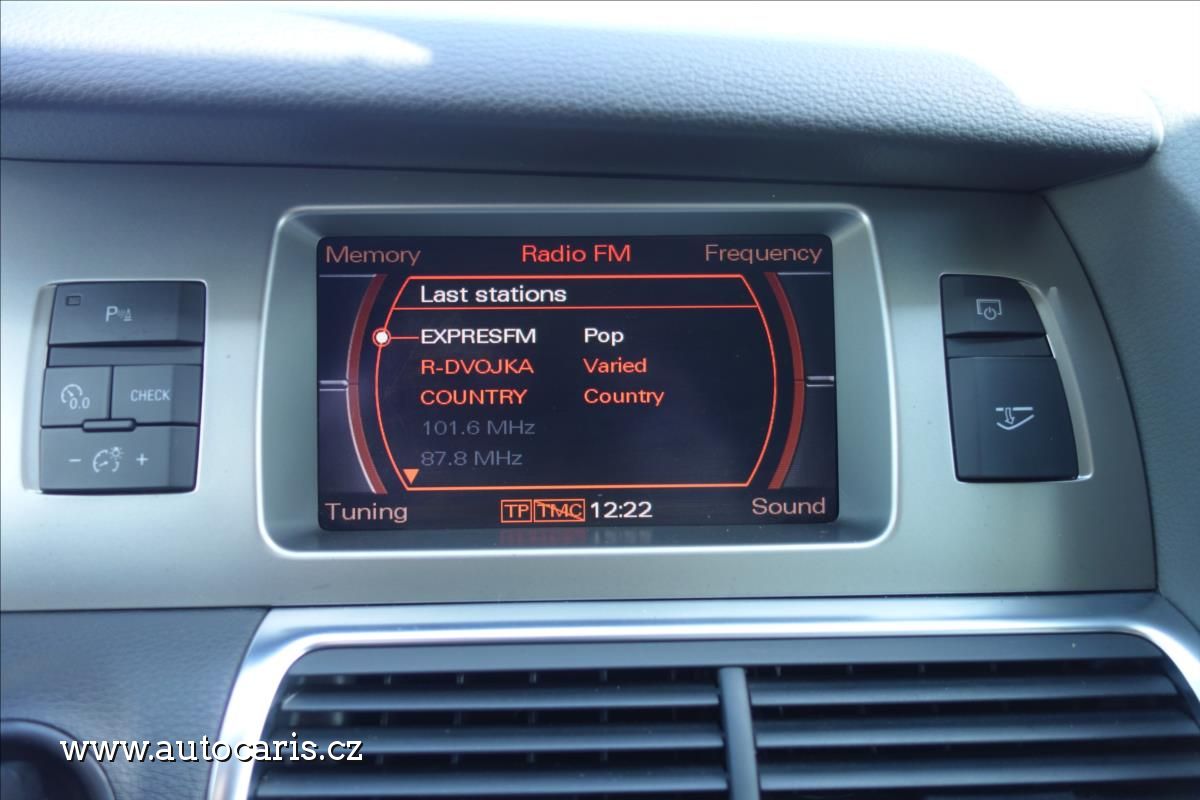 Memory Radio FM Frequency
Last stations
EXPRESFM Pop
R-DVOJKA Varied
COUNTRY Country
101.6 MHz
87.8 MHz
Tuning TP TMC 12:22 Sound
P
0.0 CHECK
- +
www.autocaris.cz